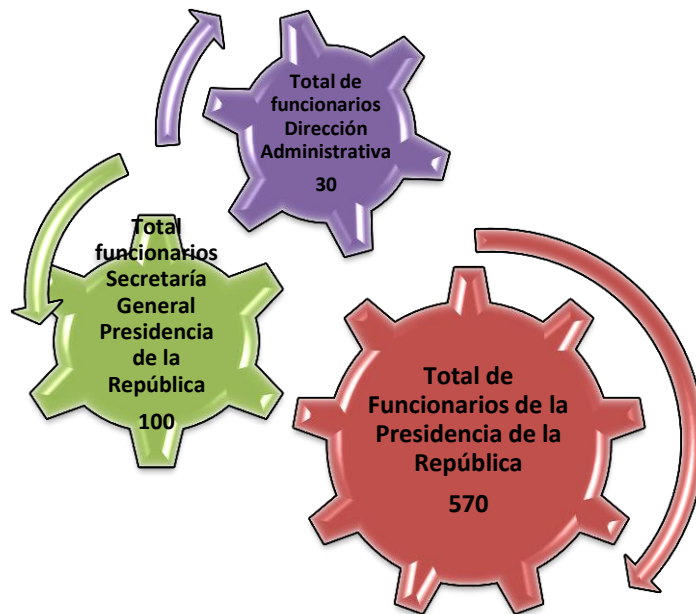 Total de
funcionarios
Dirección
Administrativa
30
Total
funcionarios
Secretaría
General
Presidencia
de la
República
100
Total de
Funcionarios de la
Presidencia de la
República
570